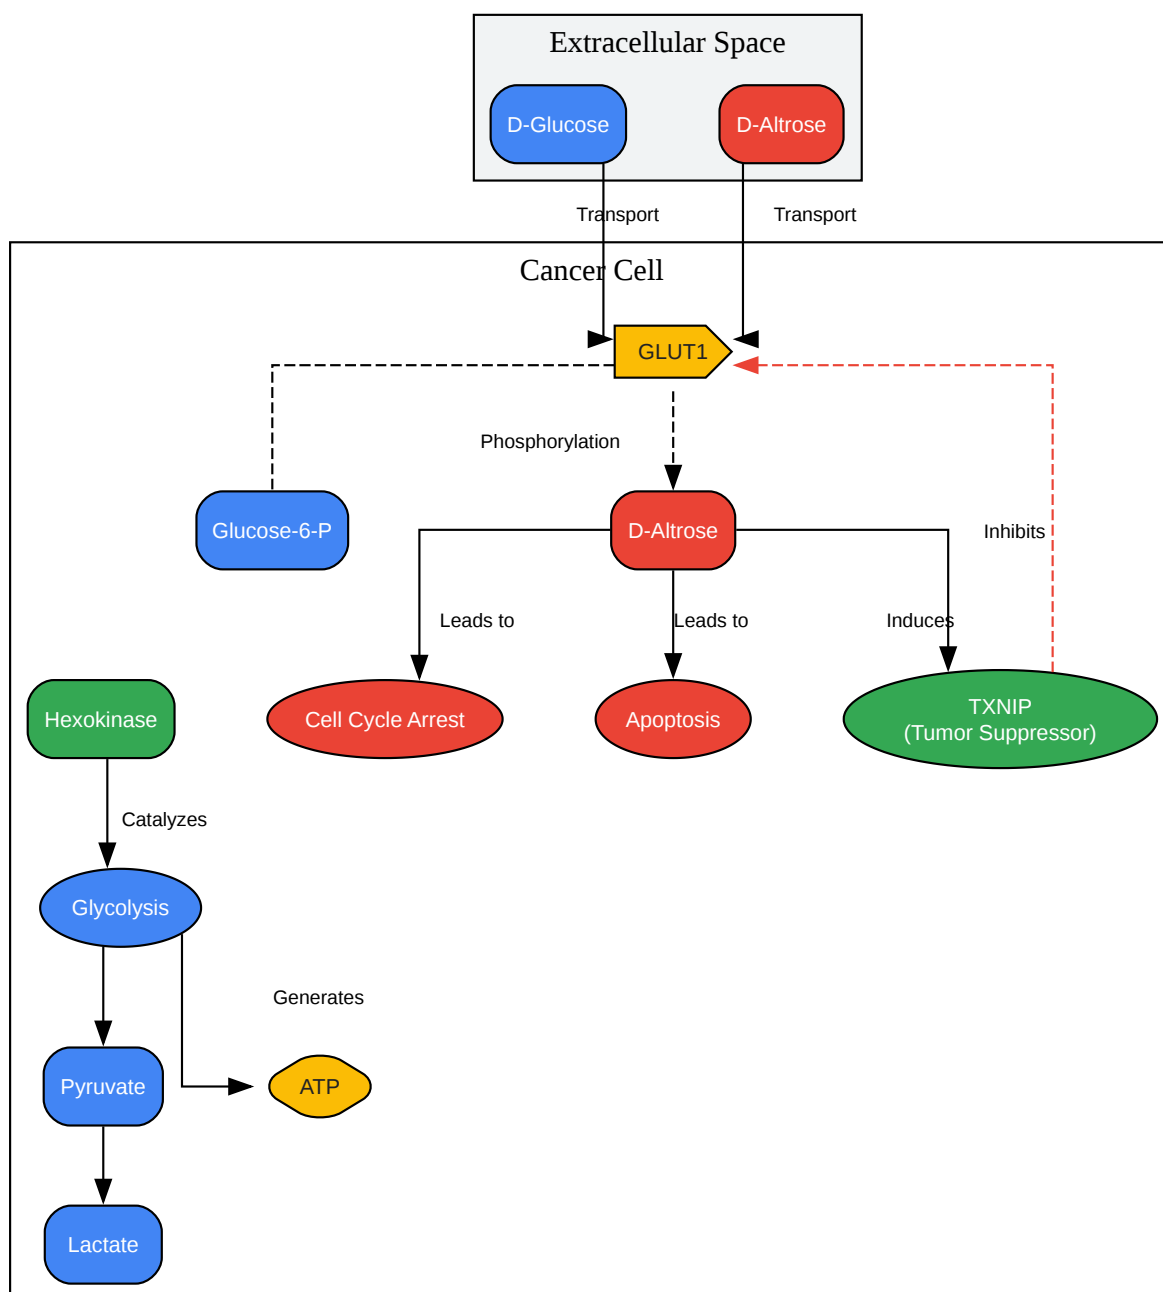 Extracellular Space
D-Glucose
D-Altrose
Transport
Transport
Cancer Cell
GLUT1
Phosphorylation
Glucose-6-P
D-Altrose
Inhibits
Leads to
Leads to
Induces
Hexokinase
Cell Cycle Arrest
Apoptosis
TXNIP
(Tumor Suppressor)
Catalyzes
Glycolysis
Generates
Pyruvate
ATP
Lactate